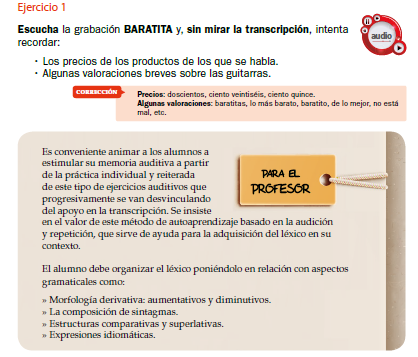 Ejercicio 1
Escucha la grabación BARATITA y, sin mirar la transcripción, intenta
recordar:
• Los precios de los productos de los que se habla.
• Algunas valoraciones breves sobre las guitarras.
audio
CORRECCIÓN
Precios: doscientos, ciento veintiséis, ciento quince.
Algunas valoraciones: baratitas, lo más barato, baratito, de lo mejor, no está
mal, etc.
PARA EL
PROFESOR
Es conveniente animar a los alumnos a
estimular su memoria auditiva a partir
de la práctica individual y reiterada
de este tipo de ejercicios auditivos que
progresivamente se van desvinculando
del apoyo en la transcripción. Se insiste
en el valor de este método de autoaprendizaje basado en la audición
y repetición, que sirve de ayuda para la adquisición del léxico en su
contexto.
El alumno debe organizar el léxico poniéndolo en relación con aspectos
gramaticales como:
» Morfología derivativa: aumentativos y diminutivos.
» La composición de sintagmas.
» Estructuras comparativas y superlativas.
» Expresiones idiomáticas.